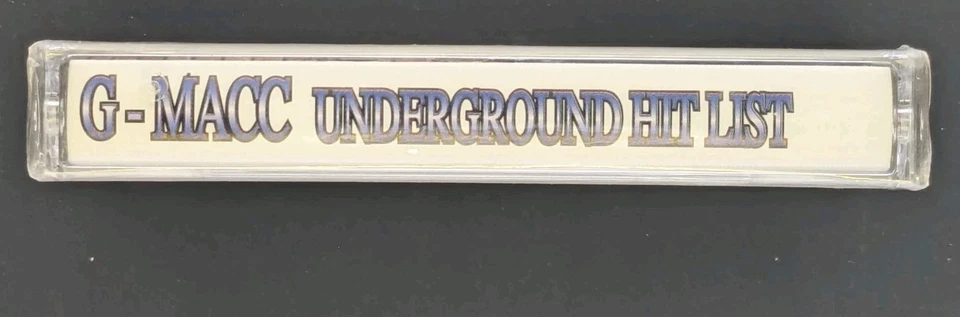 G-MACC UNDERGROUND HIT LIST